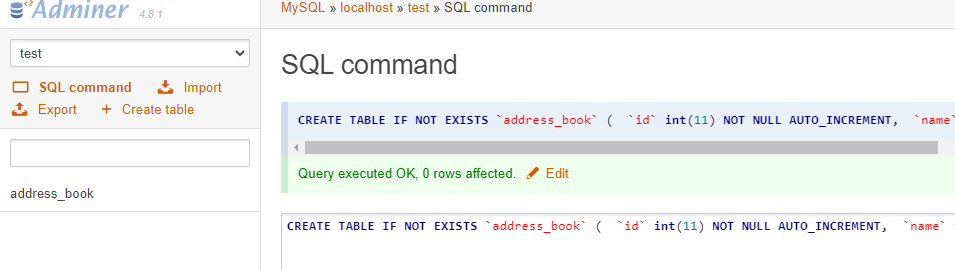 Adminer 4.8.1
test
SQL command Import
Export + Create table
address_book
MySQL » localhost » test » SQL command
SQL command
CREATE TABLE IF NOT EXISTS `address_book` ( `id` int(11) NOT NULL AUTO_INCREMENT, `name`
Query executed OK, 0 rows affected. Edit
CREATE TABLE IF NOT EXISTS `address_book` ( `id` int(11) NOT NULL AUTO_INCREMENT, `name`